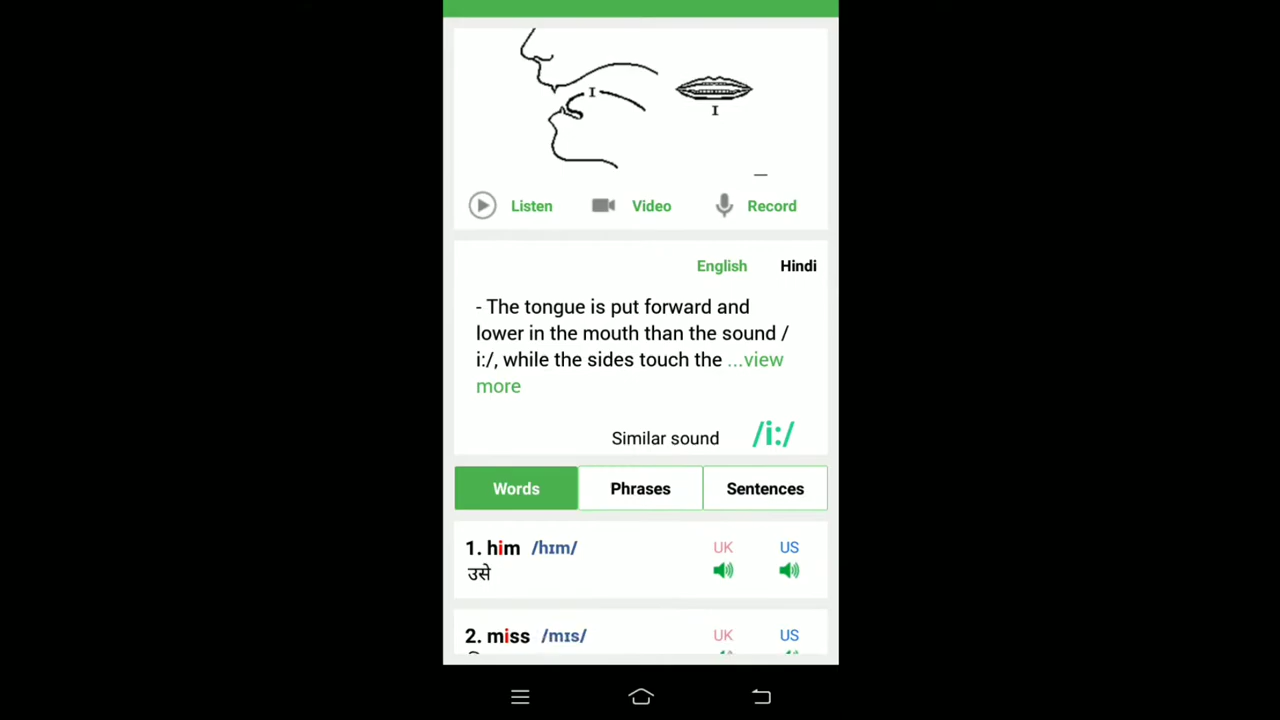 I
I
Listen Video Record
English Hindi
- The tongue is put forward and
lower in the mouth than the sound /
i:/, while the sides touch the ...view
more
Similar sound /i:/
Words Phrases Sentences
1. him /hɪm/ UK US
उसे
2. miss /mɪs/ UK US